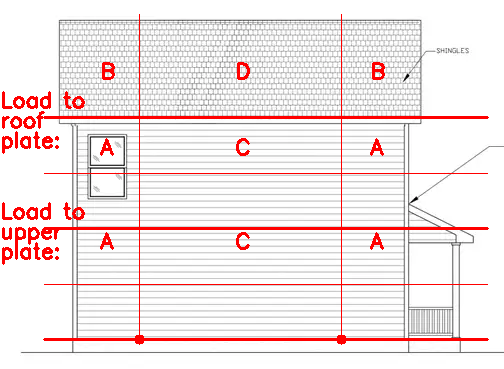 SHINGLES
B D B
Load to
roof
plate:
A C A
Load to
upper
plate:
A C A